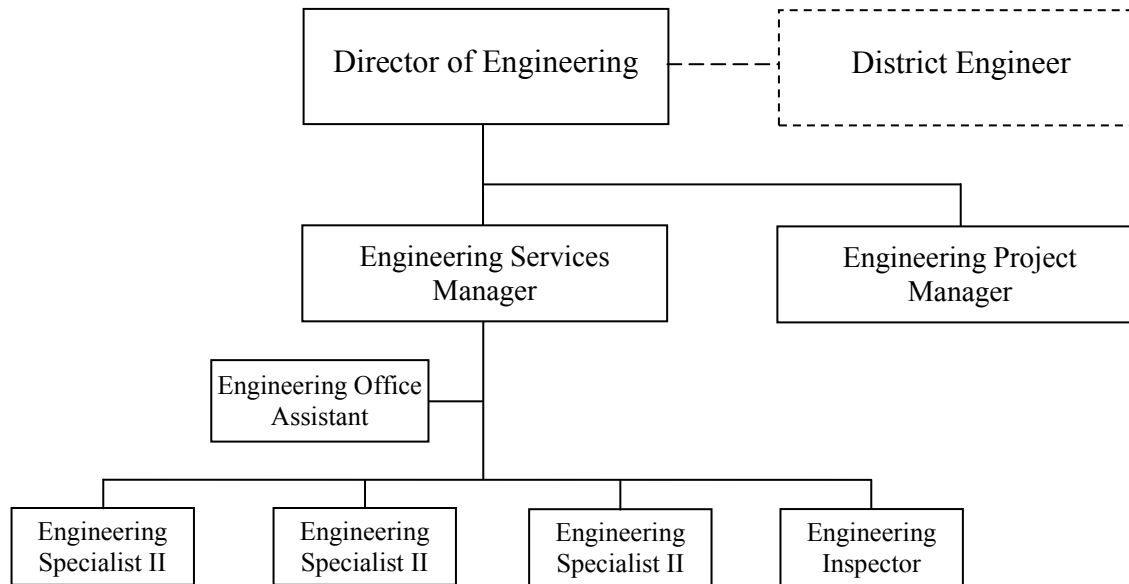 Director of Engineering
District Engineer
Engineering Services
Manager
Engineering Project
Manager
Engineering Office
Assistant
Engineering
Specialist II
Engineering
Specialist II
Engineering
Specialist II
Engineering
Inspector